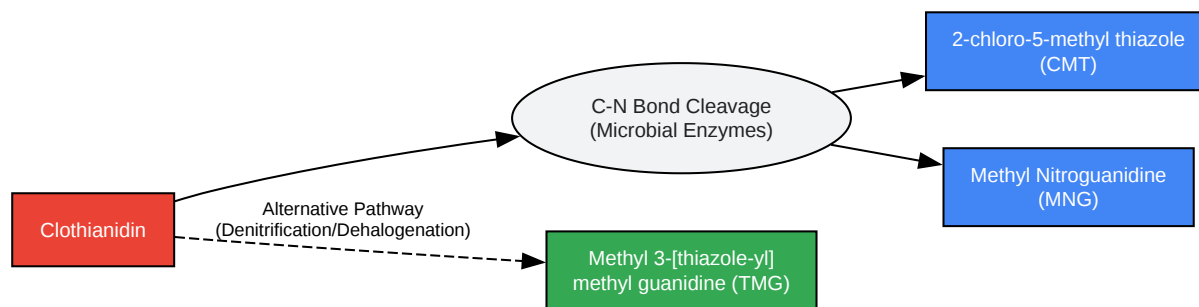 2-chloro-5-methyl thiazole
(CMT)
C-N Bond Cleavage
(Microbial Enzymes)
Methyl Nitroguanidine
(MNG)
Clothianidin
Alternative Pathway
(Denitrification/Dehalogenation)
Methyl 3-[thiazole-yl]
methyl guanidine (TMG)